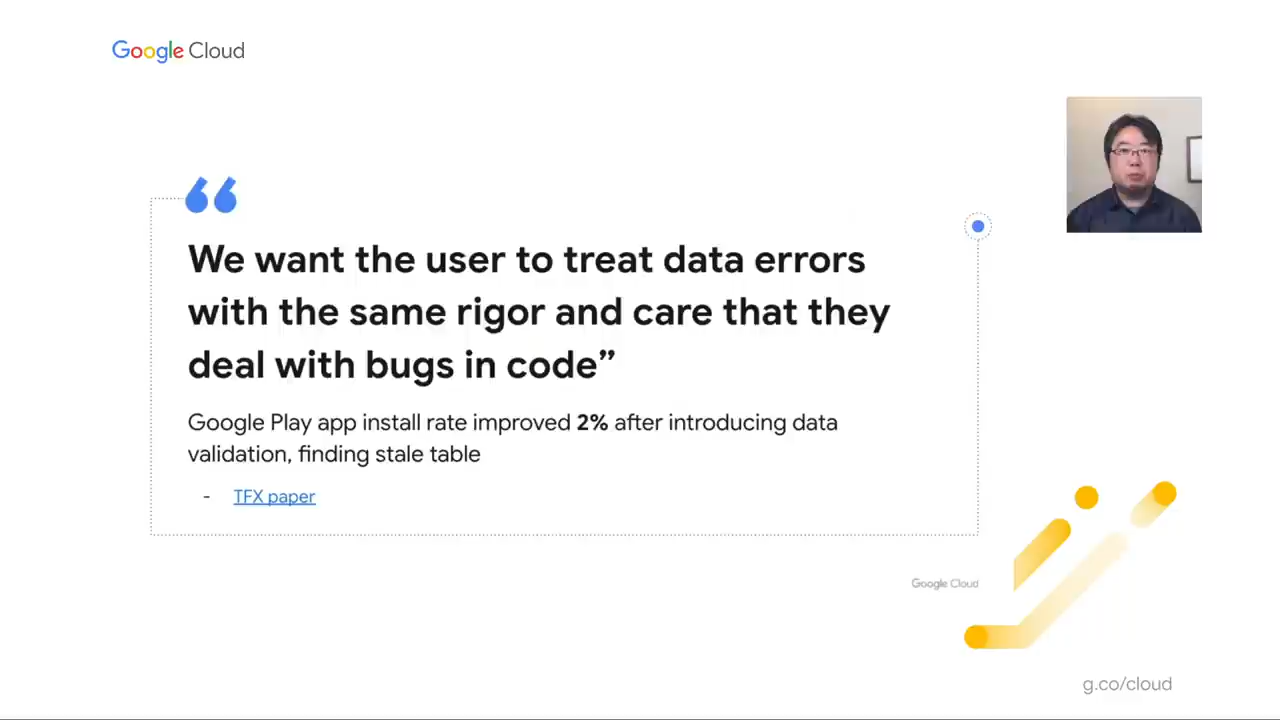 Google Cloud
“
We want the user to treat data errors
with the same rigor and care that they
deal with bugs in code”
Google Play app install rate improved 2% after introducing data
validation, finding stale table
- TFX paper
Google Cloud
g.co/cloud